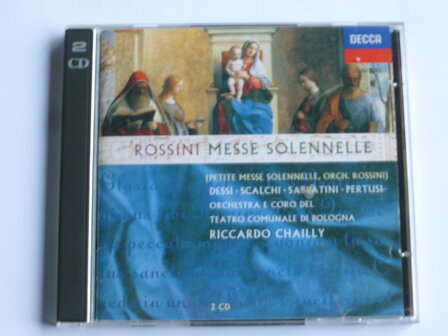 2
CD
DECCA
ROSSINI MESSE SOLENNELLE
(PETITE MESSE SOLENNELLE, ORCH. ROSSINI)
DESSÌ · SCALCHI · SABBATINI · PERTUSI
ORCHESTRA E CORO DEL
TEATRO COMUNALE DI BOLOGNA
RICCARDO CHAILLY
2 CD